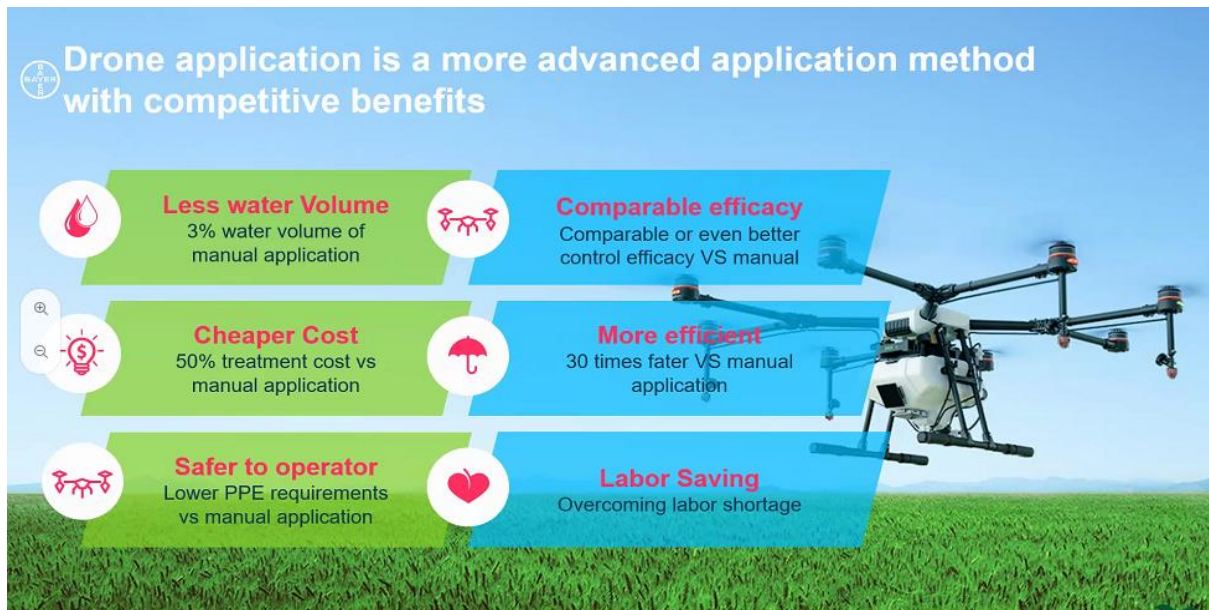 Drone application is a more advanced application method
with competitive benefits
BAYER
BAYER
Less water Volume
3% water volume of
manual application
Comparable efficacy
Comparable or even better
control efficacy VS manual
Cheaper Cost
50% treatment cost vs
manual application
More efficient
30 times fater VS manual
application
Safer to operator
Lower PPE requirements
vs manual application
Labor Saving
Overcoming labor shortage